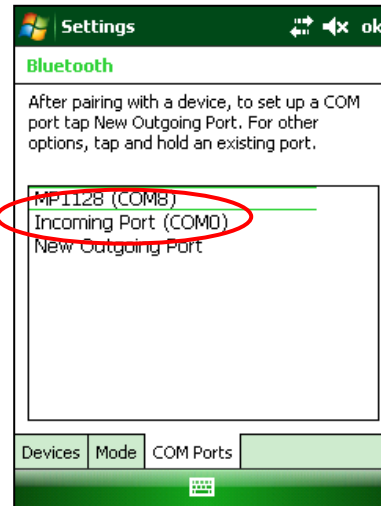 Settings ok
Bluetooth
After pairing with a device, to set up a COM
port tap New Outgoing Port. For other
options, tap and hold an existing port.
MP1128 (COM8)
Incoming Port (COM0)
New Outgoing Port
Devices Mode COM Ports